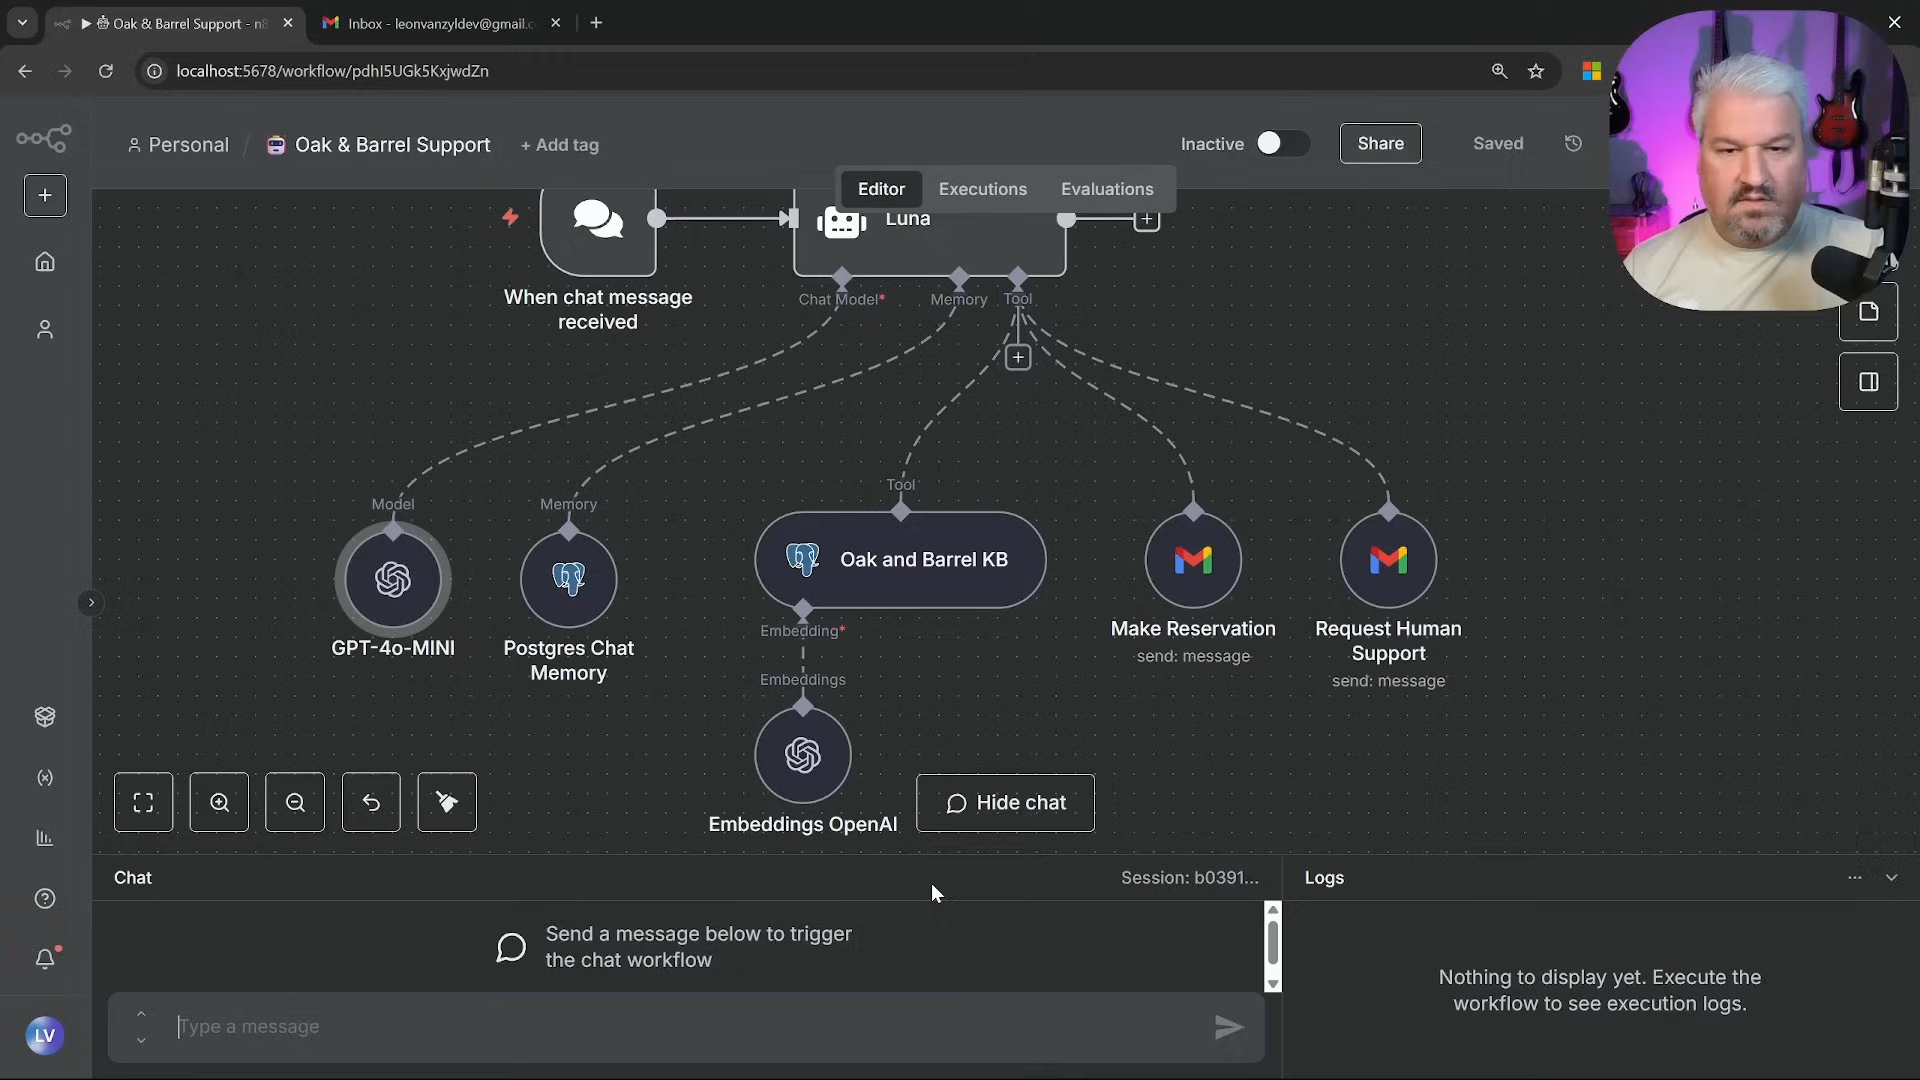 Oak & Barrel Support - n8
Inbox - leonvanzyldev@gmail.c
localhost:5678/workflow/pdhI5UGk5KxjwdZn
Personal / Oak & Barrel Support + Add tag
Inactive
Share
Saved
Editor Executions Evaluations
Luna
When chat message
received
Chat Model* Memory Tool
Model
Memory
Tool
Oak and Barrel KB
GPT-4o-MINI
Postgres Chat
Memory
Embedding*
Embeddings
Make Reservation
send: message
Request Human
Support
send: message
Embeddings OpenAI
Hide chat
Chat
Session: b0391...
Logs
Send a message below to trigger
the chat workflow
Nothing to display yet. Execute the
workflow to see execution logs.
Type a message
LV